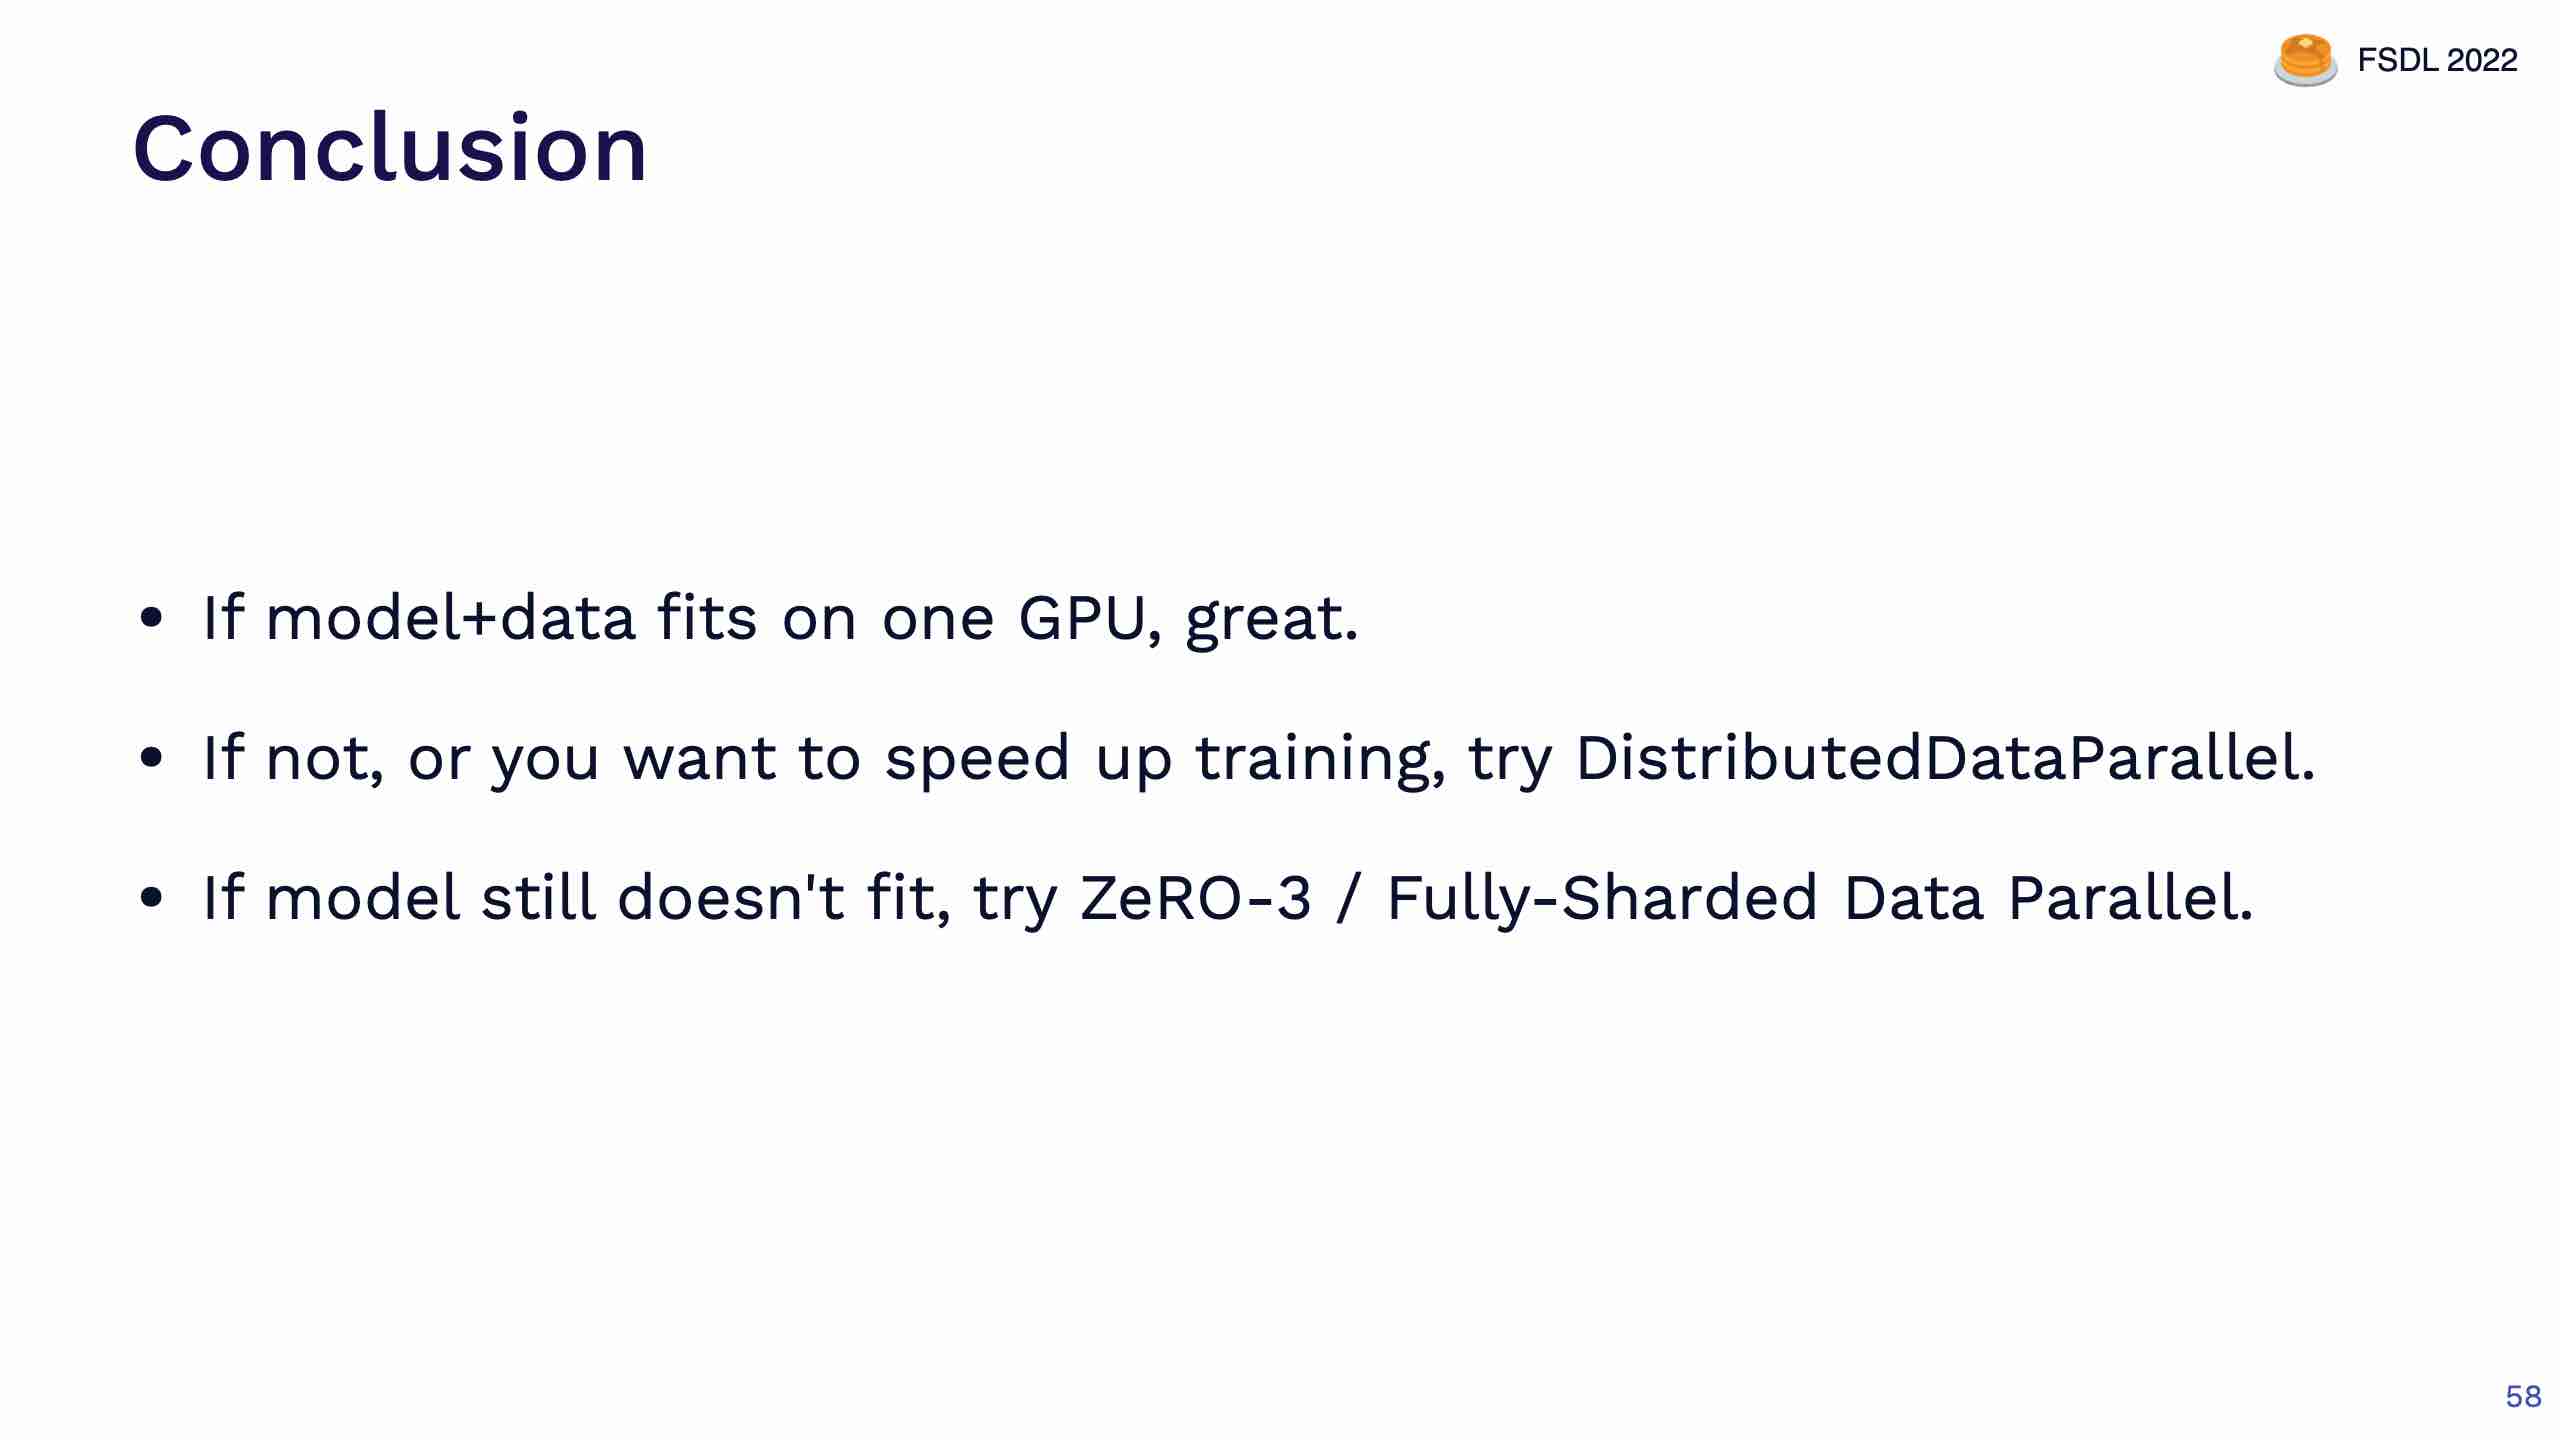 FSDL 2022
Conclusion
• If model+data fits on one GPU, great.
• If not, or you want to speed up training, try DistributedDataParallel.
• If model still doesn't fit, try ZeRO-3 / Fully-Sharded Data Parallel.
58